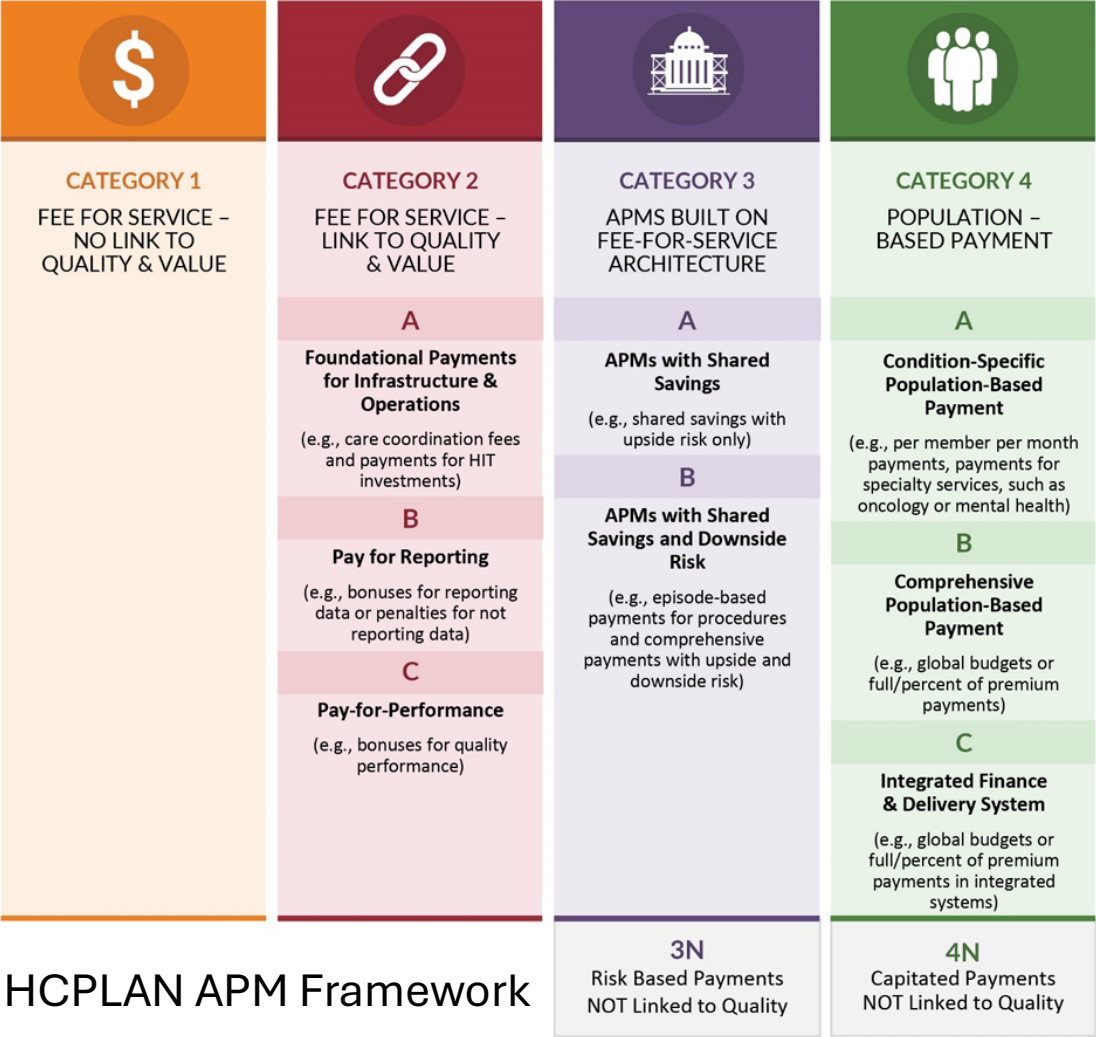 $
CATEGORY 1
FEE FOR SERVICE –
NO LINK TO
QUALITY & VALUE
CATEGORY 2
FEE FOR SERVICE –
LINK TO QUALITY
& VALUE
A
Foundational Payments
for Infrastructure &
Operations
(e.g., care coordination fees
and payments for HIT
investments)
B
Pay for Reporting
(e.g., bonuses for reporting
data or penalties for not
reporting data)
C
Pay-for-Performance
(e.g., bonuses for quality
performance)
CATEGORY 3
APMS BUILT ON
FEE-FOR-SERVICE
ARCHITECTURE
A
APMs with Shared
Savings
(e.g., shared savings with
upside risk only)
B
APMs with Shared
Savings and Downside
Risk
(e.g., episode-based
payments for procedures
and comprehensive
payments with upside and
downside risk)
3N
Risk Based Payments
NOT Linked to Quality
CATEGORY 4
POPULATION –
BASED PAYMENT
A
Condition-Specific
Population-Based
Payment
(e.g., per member per month
payments, payments for
specialty services, such as
oncology or mental health)
B
Comprehensive
Population-Based
Payment
(e.g., global budgets or
full/percent of premium
payments)
C
Integrated Finance
& Delivery System
(e.g., global budgets or
full/percent of premium
payments in integrated
systems)
4N
Capitated Payments
NOT Linked to Quality
HCPLAN APM Framework